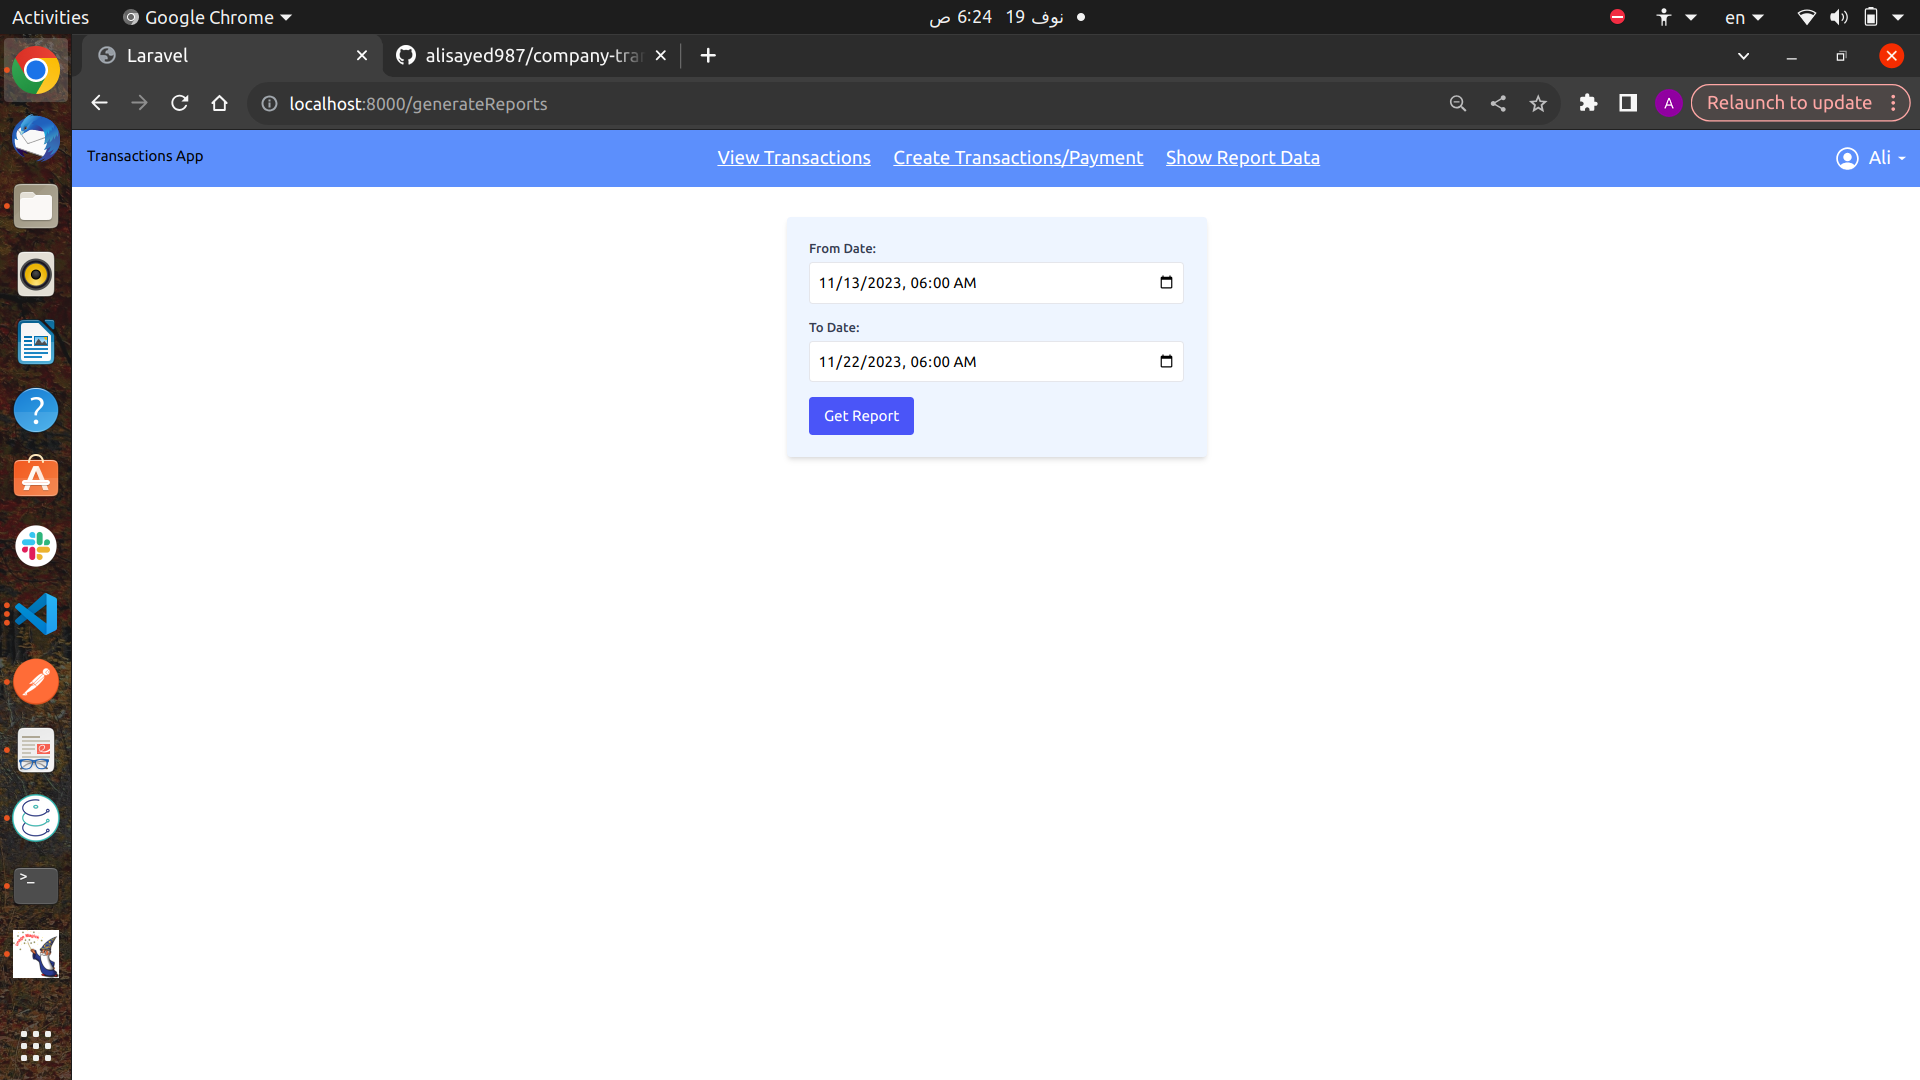 Activities
Google Chrome
نوف 19 6:24 ص
en
Laravel
alisayed987/company-tra
localhost:8000/generateReports
A
Relaunch to update
Transactions App
View Transactions
Create Transactions/Payment
Show Report Data
Ali
From Date:
11/13/2023, 06:00 AM
To Date:
11/22/2023, 06:00 AM
Get Report